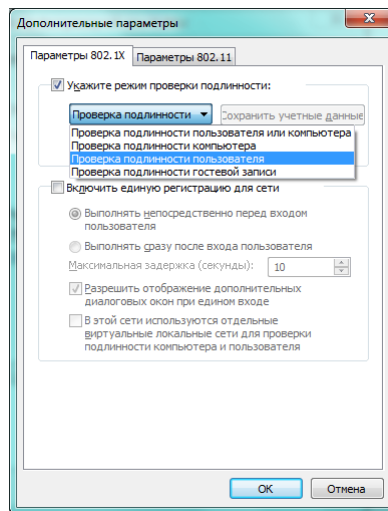 Дополнительные параметры
Параметры 802.1X
Параметры 802.11
Укажите режим проверки подлинности:
Проверка подлинности
Сохранить учетные данные
Проверка подлинности пользователя или компьютера
Проверка подлинности компьютера
Проверка подлинности пользователя
Проверка подлинности гостевой записи
Включить единую регистрацию для сети
Выполнять непосредственно перед входом
пользователя
Выполнять сразу после входа пользователя
Максимальная задержка (секунды):
10
Разрешить отображение дополнительных
диалоговых окон при едином входе
В этой сети используются отдельные
виртуальные локальные сети для проверки
подлинности компьютера и пользователя
OK
Отмена